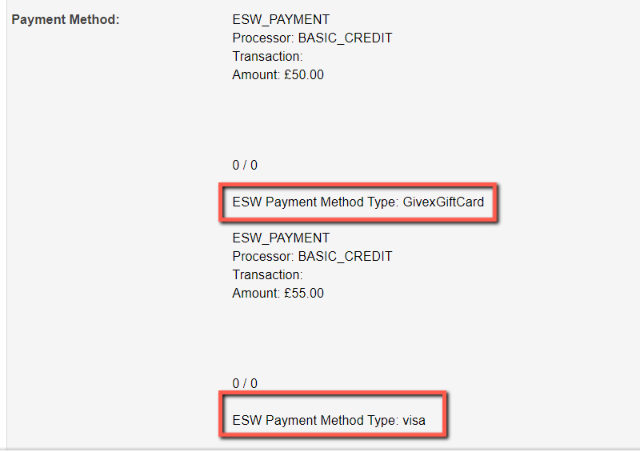 Payment Method:
ESW_PAYMENT
Processor: BASIC_CREDIT
Transaction:
Amount: £50.00
0 / 0
ESW Payment Method Type: GivexGiftCard
ESW_PAYMENT
Processor: BASIC_CREDIT
Transaction:
Amount: £55.00
0 / 0
ESW Payment Method Type: visa